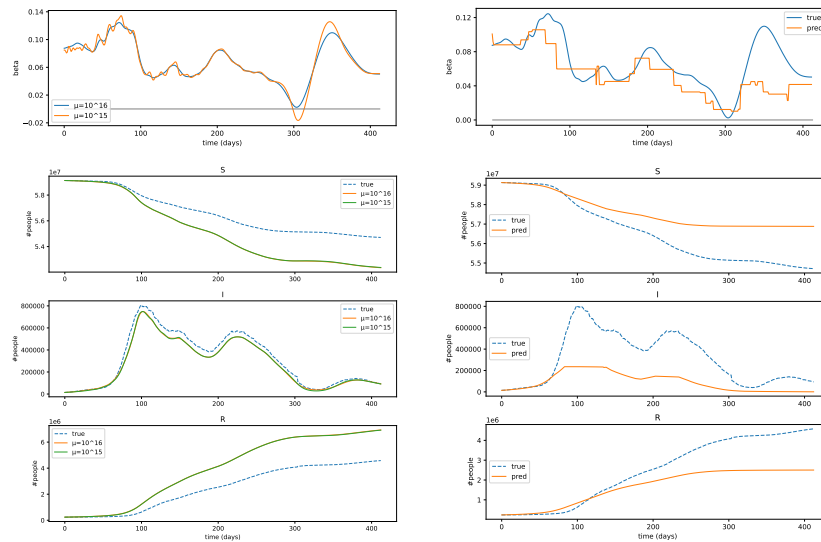 0.14
0.10
0.06
0.02
−0.02
beta
μ=10^16
μ=10^15
0 100 200 300 400
time (days)
0.12
0.08
0.04
0.00
beta
true
pred
0 100 200 300 400
time (days)
1e7
S
5.8
5.6
5.4
#people
true
μ=10^16
μ=10^15
0 100 200 300 400
I
800000
600000
400000
200000
0
#people
true
μ=10^16
μ=10^15
0 100 200 300 400
1e6
R
6
4
2
0
#people
true
μ=10^16
μ=10^15
0 100 200 300 400
time (days)
1e7
S
5.9
5.8
5.7
5.6
5.5
#people
true
pred
0 100 200 300 400
I
800000
600000
400000
200000
0
#people
true
pred
0 100 200 300 400
1e6
R
4
3
2
1
#people
true
pred
0 100 200 300 400
time (days)